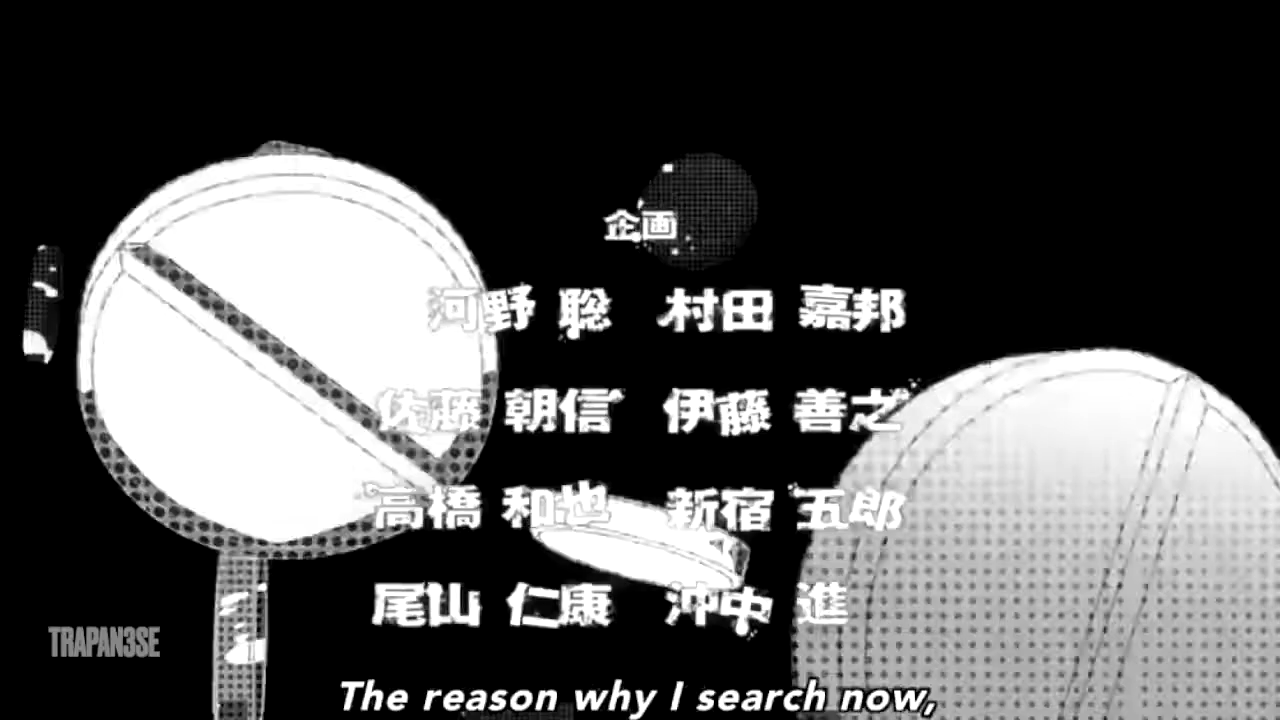 企画
河野 聡 村田 嘉邦
佐藤 朝信 伊藤 善之
高橋 和也 新宿 五郎
尾山 仁康 沖中 進
TRAPAN3SE
The reason why I search now,